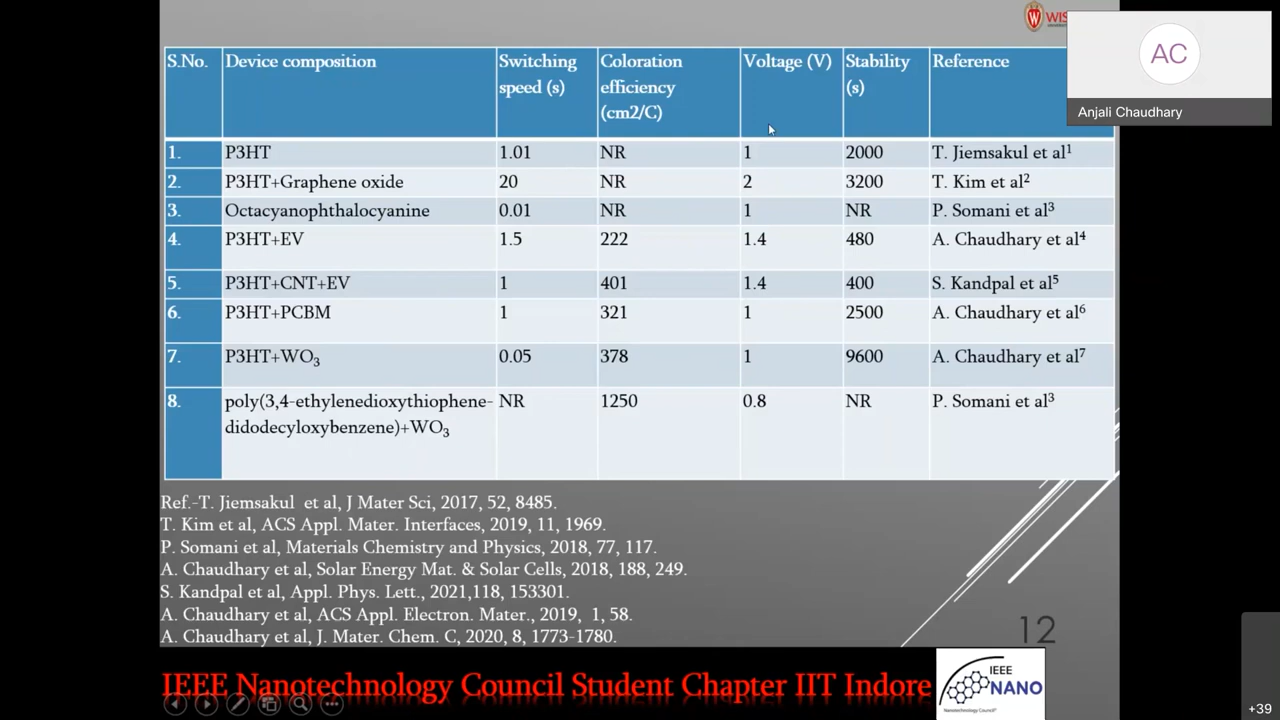 WIS
AC
Anjali Chaudhary
S.No. Device composition Switching speed (s) Coloration efficiency (cm2/C) Voltage (V) Stability (s) Reference
1. P3HT 1.01 NR 1 2000 T. Jiemsakul et al¹
2. P3HT+Graphene oxide 20 NR 2 3200 T. Kim et al²
3. Octacyanophthalocyanine 0.01 NR 1 NR P. Somani et al³
4. P3HT+EV 1.5 222 1.4 480 A. Chaudhary et al⁴
5. P3HT+CNT+EV 1 401 1.4 400 S. Kandpal et al⁵
6. P3HT+PCBM 1 321 1 2500 A. Chaudhary et al⁶
7. P3HT+WO₃ 0.05 378 1 9600 A. Chaudhary et al⁷
8. poly(3,4-ethylenedioxythiophene- NR 1250 0.8 NR P. Somani et al³
didodecyloxybenzene)+WO₃
Ref.-T. Jiemsakul et al, J Mater Sci, 2017, 52, 8485.
T. Kim et al, ACS Appl. Mater. Interfaces, 2019, 11, 1969.
P. Somani et al, Materials Chemistry and Physics, 2018, 77, 117.
A. Chaudhary et al, Solar Energy Mat. & Solar Cells, 2018, 188, 249.
S. Kandpal et al, Appl. Phys. Lett., 2021,118, 153301.
A. Chaudhary et al, ACS Appl. Electron. Mater., 2019, 1, 58.
A. Chaudhary et al, J. Mater. Chem. C, 2020, 8, 1773-1780.
12
IEEE Nanotechnology Council Student Chapter IIT Indore
IEEE
NANO
Nanotechnology Council
+39